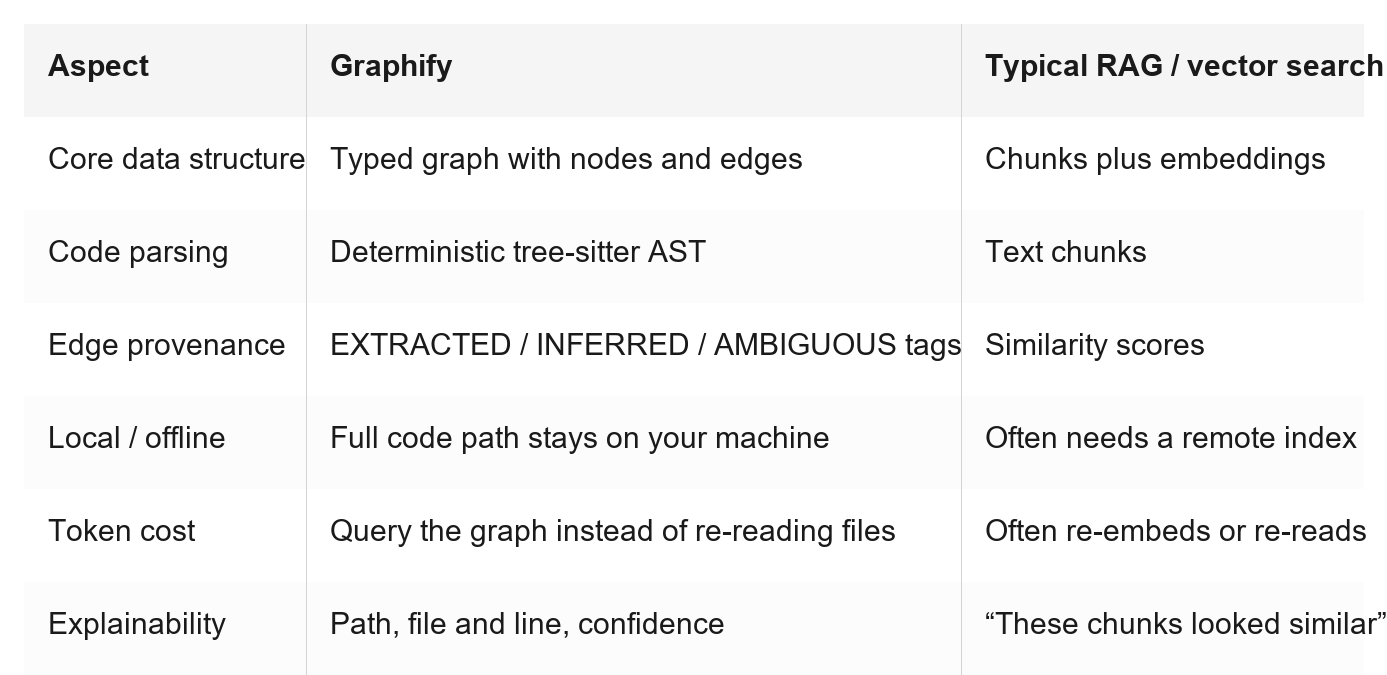 Aspect Graphify Typical RAG / vector search
Core data structure Typed graph with nodes and edges Chunks plus embeddings
Code parsing Deterministic tree-sitter AST Text chunks
Edge provenance EXTRACTED / INFERRED / AMBIGUOUS tags Similarity scores
Local / offline Full code path stays on your machine Often needs a remote index
Token cost Query the graph instead of re-reading files Often re-embeds or re-reads
Explainability Path, file and line, confidence “These chunks looked similar”